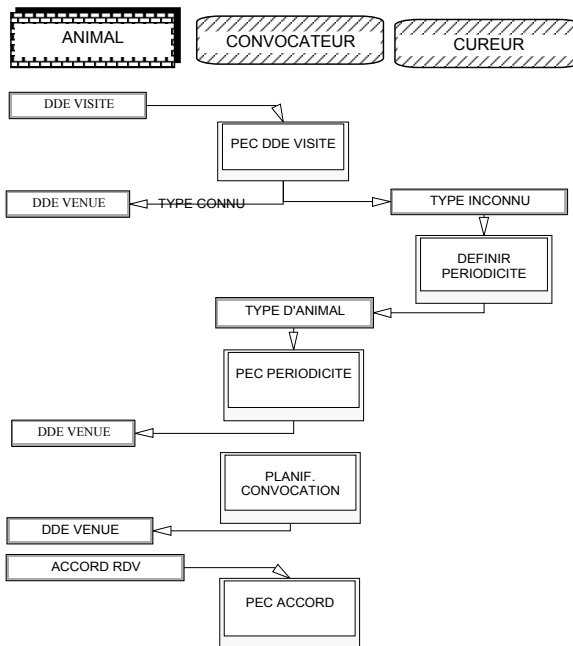 ANIMAL
CONVOCATEUR
CUREUR
DDE VISITE
PEC DDE VISITE
DDE VENUE
TYPE CONNU
TYPE INCONNU
DEFINIR
PERIODICITE
TYPE D'ANIMAL
PEC PERIODICITE
DDE VENUE
PLANIF.
CONVOCATION
DDE VENUE
ACCORD RDV
PEC ACCORD